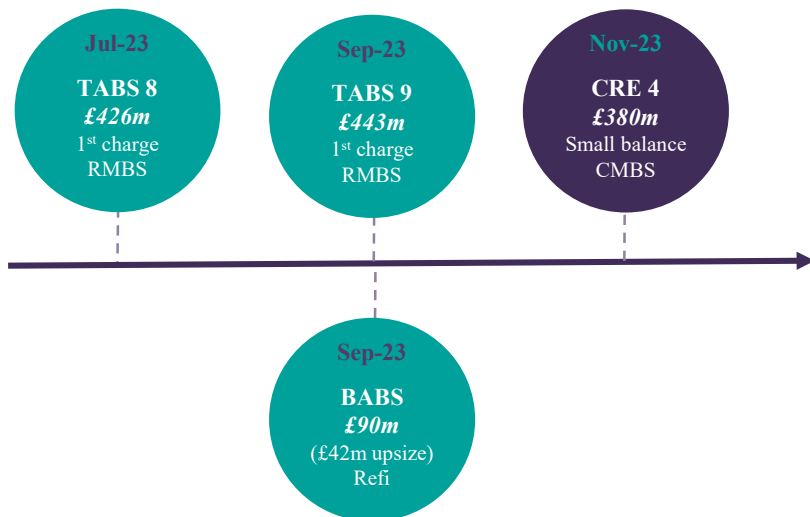 Jul-23
TABS 8
£426m
1st charge
RMBS
Sep-23
TABS 9
£443m
1st charge
RMBS
Nov-23
CRE 4
£380m
Small balance
CMBS
Sep-23
BABS
£90m
(£42m upsize)
Refi